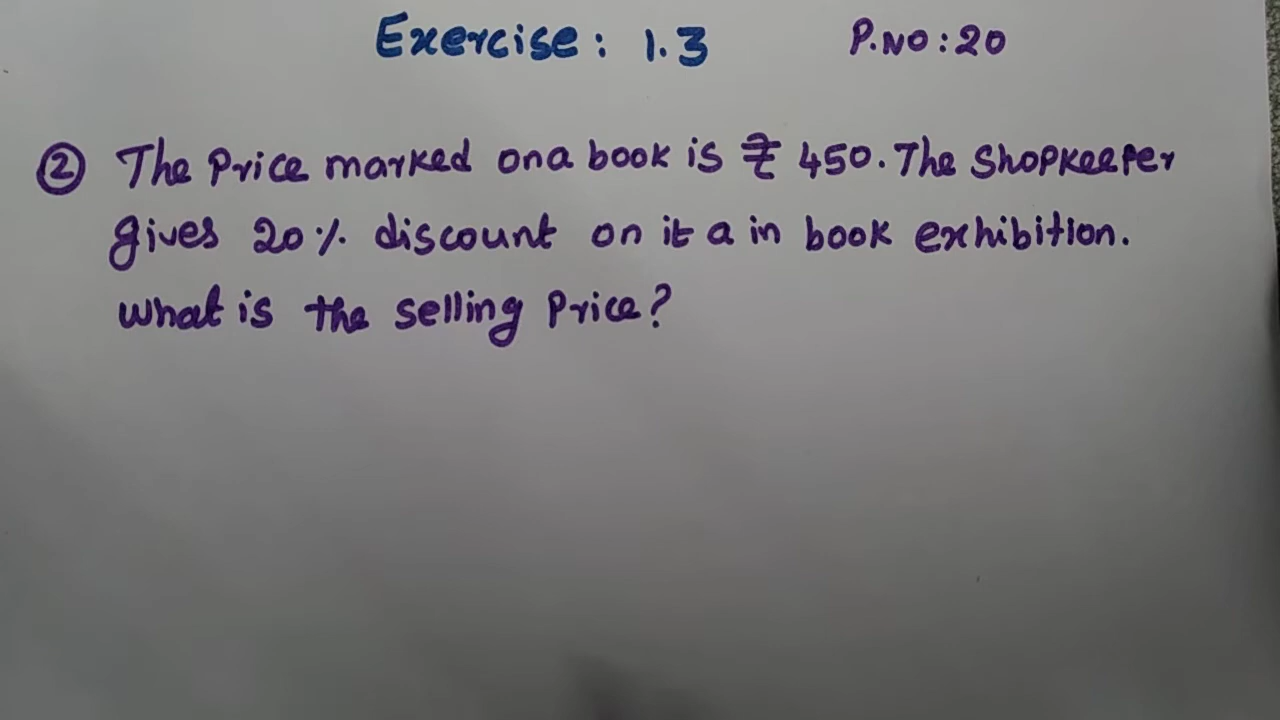 Exercise: 1.3 P.NO:20
② The Price marked on a book is ₹ 450. The Shopkeeper
gives 20% discount on it a in book exhibition.
What is the selling Price?